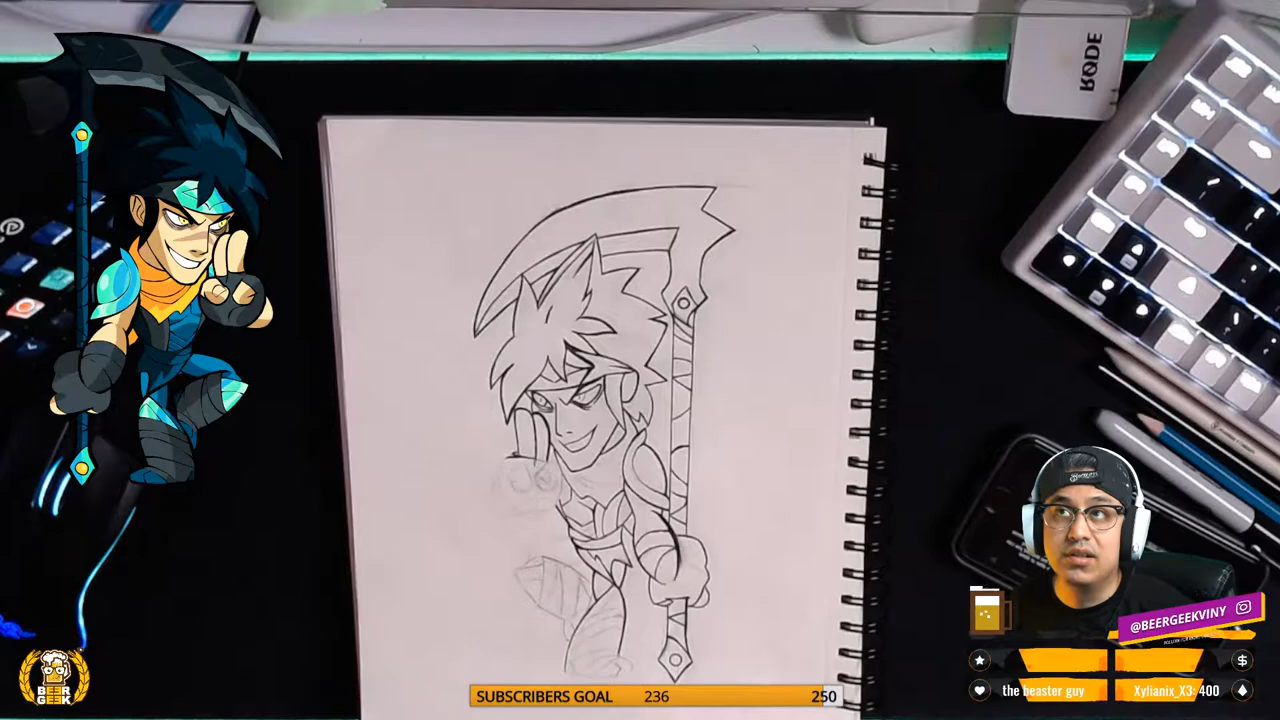 RØDE
@BEERGEEKVINY
BEER
GEEK
SUBSCRIBERS GOAL 236 250
the beaster guy
Xylianix_X3: 400